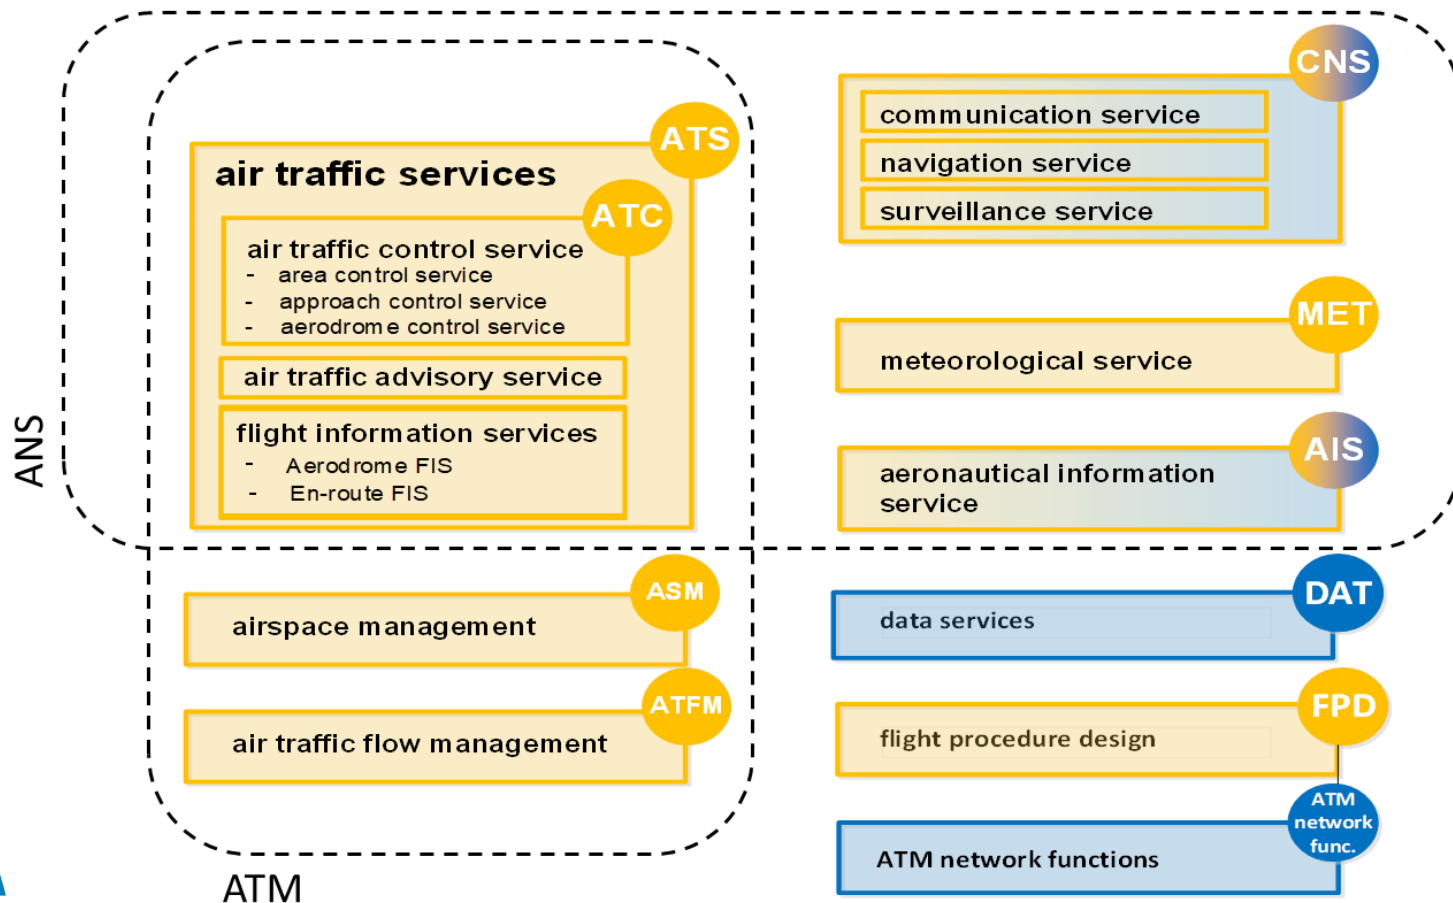 ANS
ATS
air traffic services
ATC
air traffic control service
- area control service
- approach control service
- aerodrome control service
air traffic advisory service
flight information services
- Aerodrome FIS
- En-route FIS
ASM
airspace management
ATFM
air traffic flow management
ATM
CNS
communication service
navigation service
surveillance service
MET
meteorological service
AIS
aeronautical information
service
DAT
data services
FPD
flight procedure design
ATM
network
func.
ATM network functions